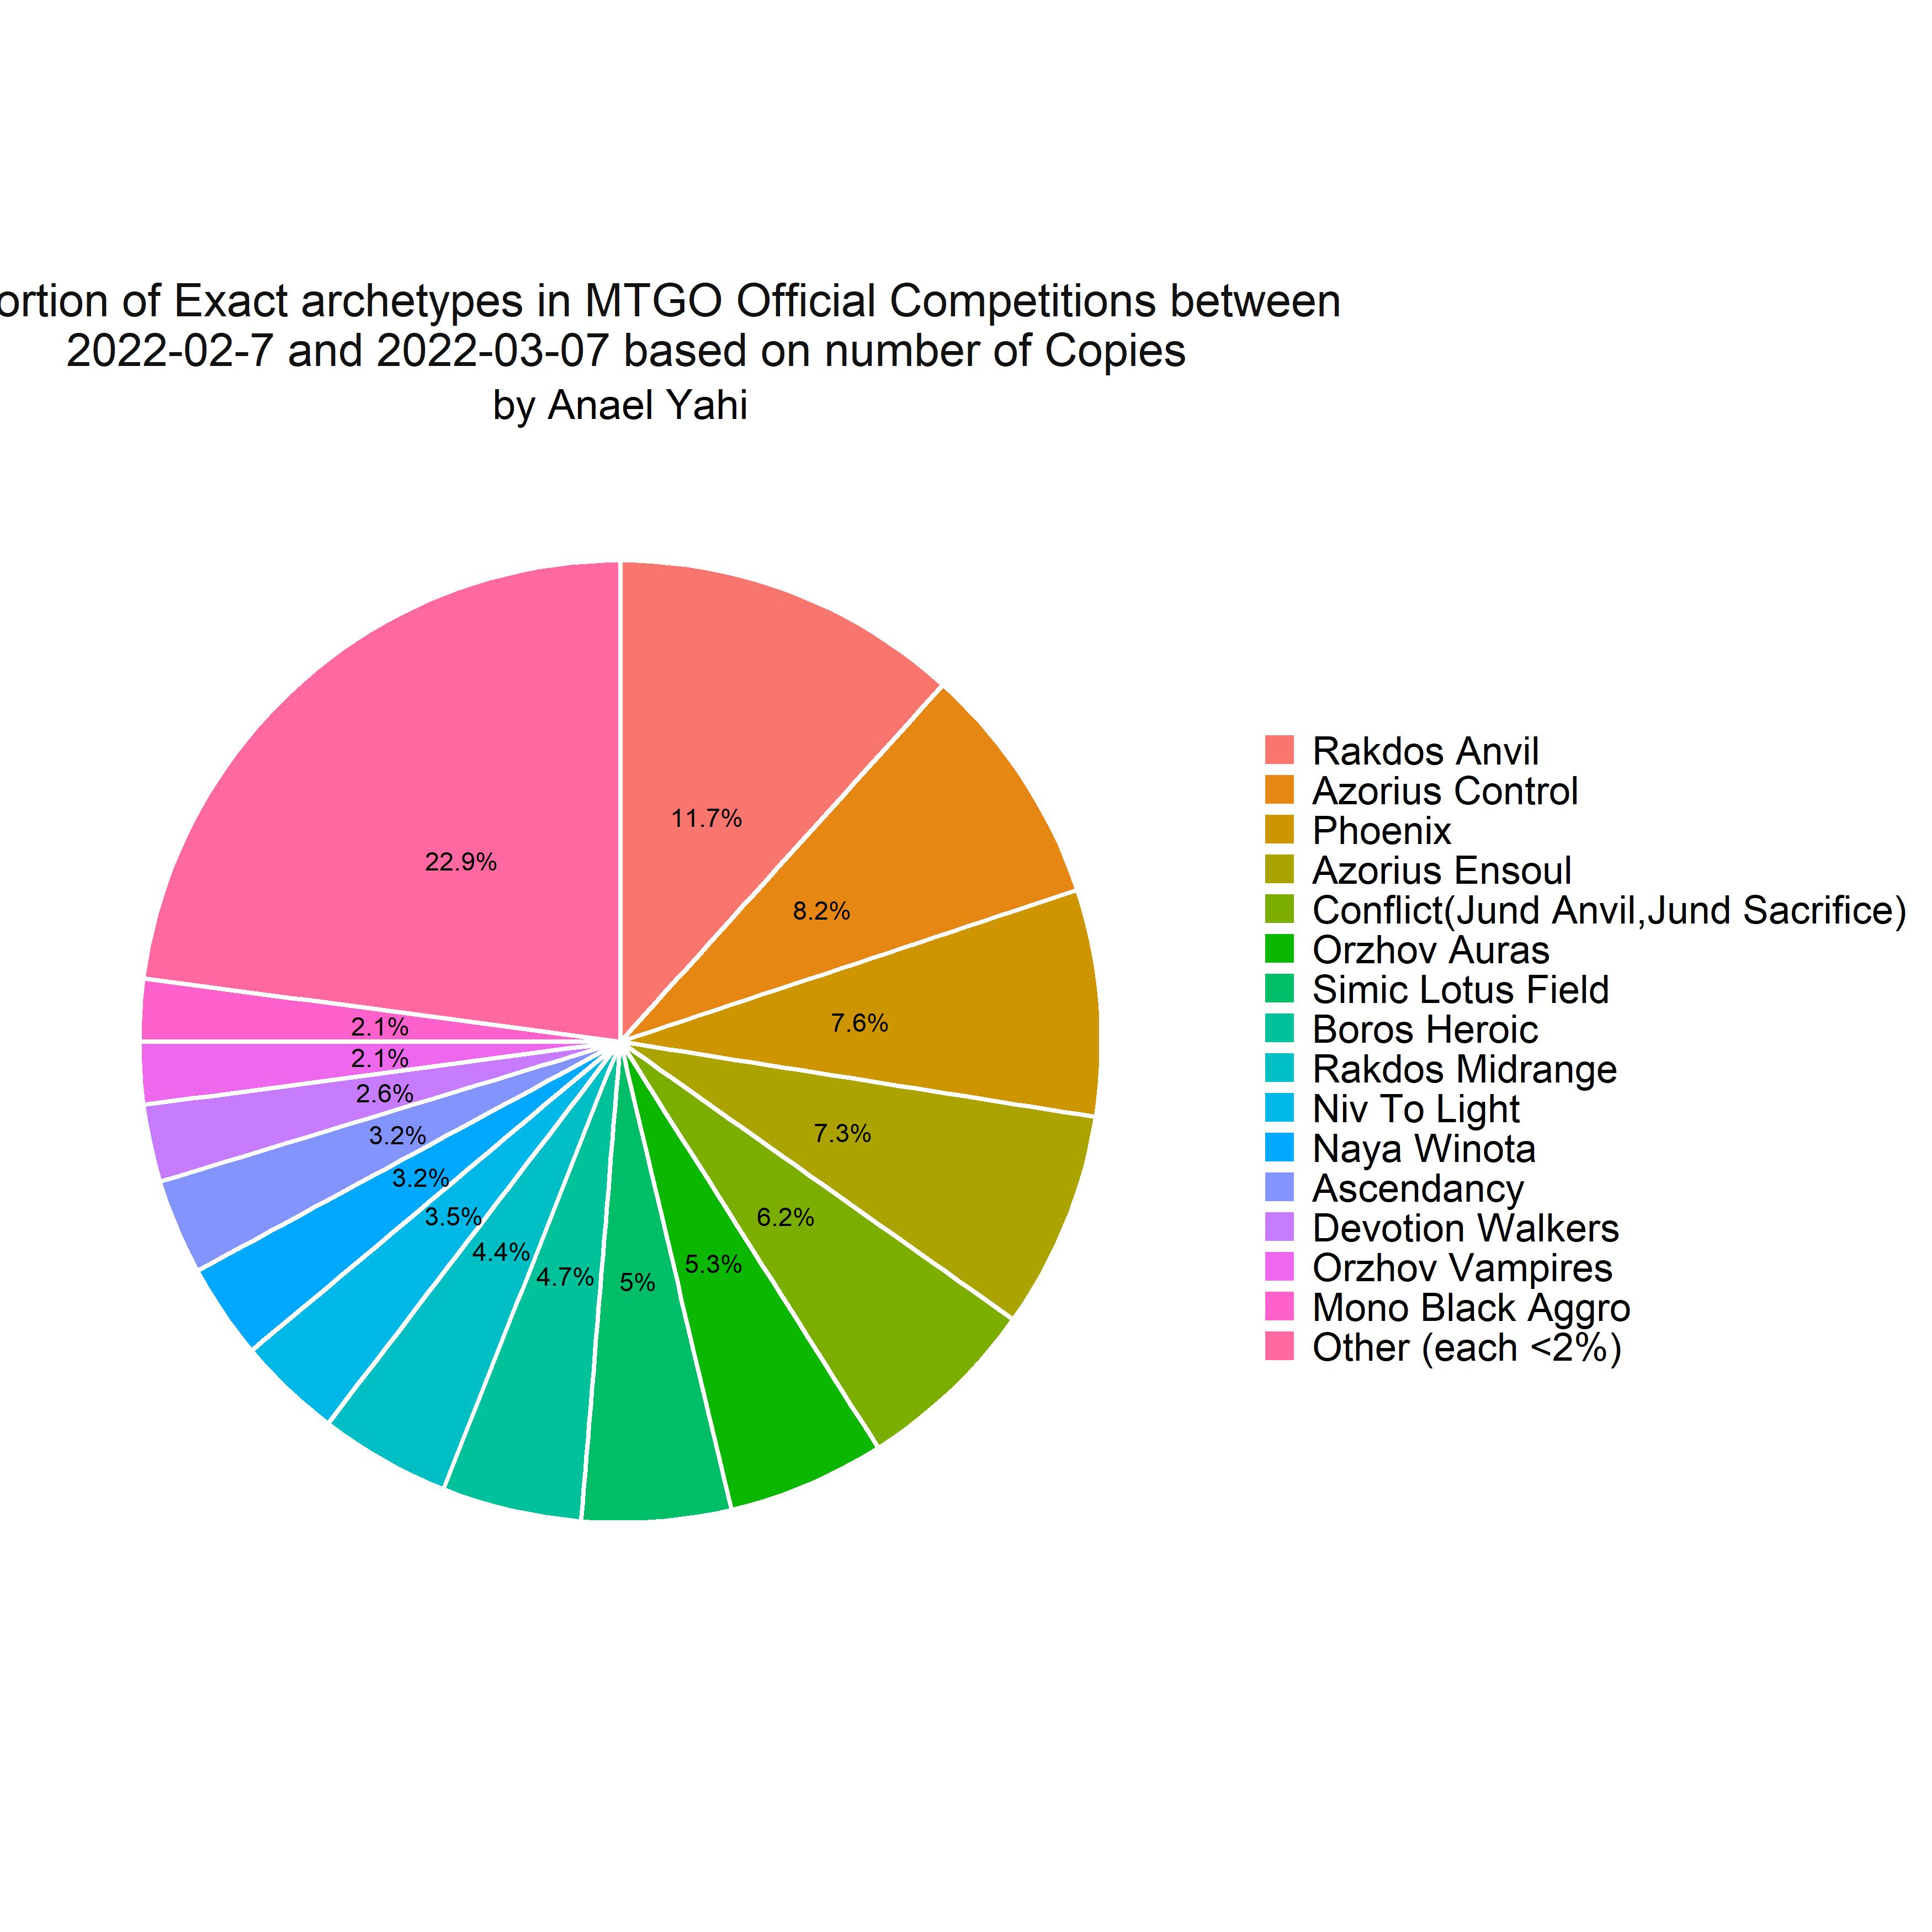 ortion of Exact archetypes in MTGO Official Competitions between
2022-02-7 and 2022-03-07 based on number of Copies
by Anael Yahi
11.7%
8.2%
7.6%
7.3%
6.2%
5.3%
5%
4.7%
4.4%
3.5%
3.2%
3.2%
2.6%
2.1%
2.1%
22.9%
Rakdos Anvil
Azorius Control
Phoenix
Azorius Ensoul
Conflict(Jund Anvil,Jund Sacrifice)
Orzhov Auras
Simic Lotus Field
Boros Heroic
Rakdos Midrange
Niv To Light
Naya Winota
Ascendancy
Devotion Walkers
Orzhov Vampires
Mono Black Aggro
Other (each <2%)